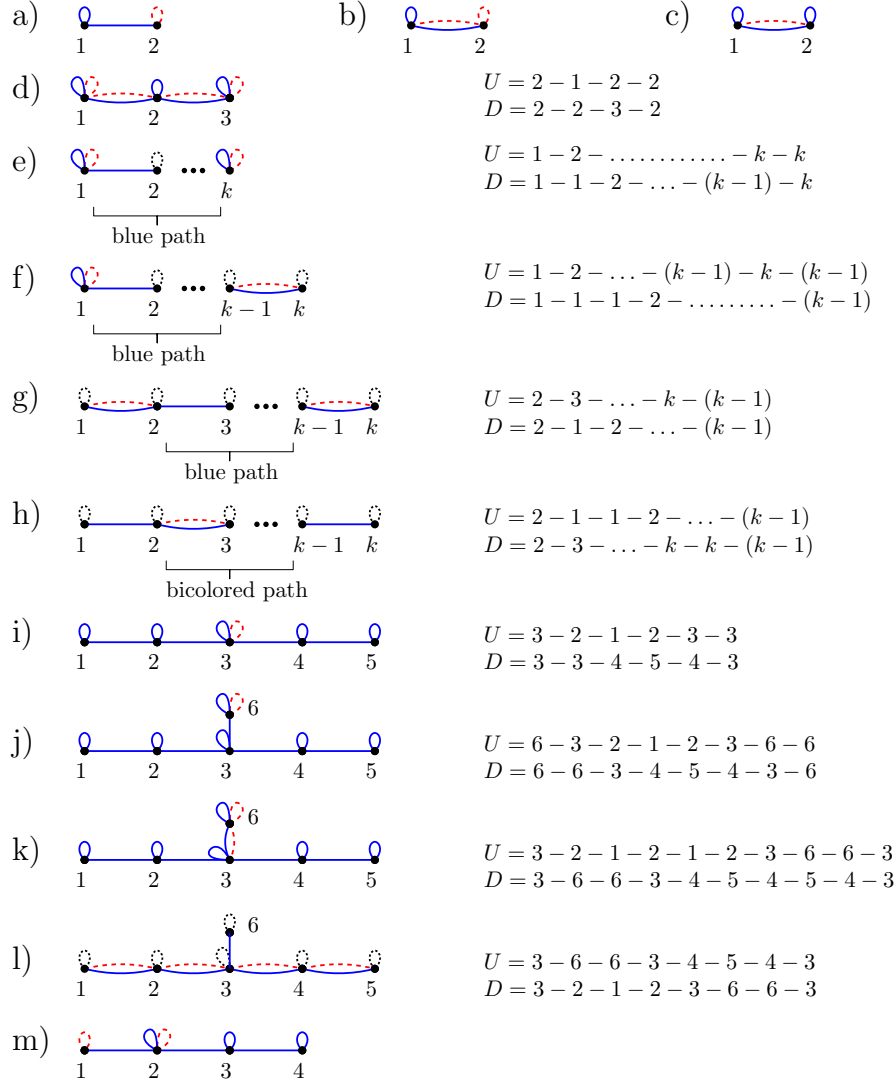 a) 1 2 b) 1 2 c) 1 2
d) 1 2 3
U = 2 − 1 − 2 − 2
D = 2 − 2 − 3 − 2
e) 1 2 k
blue path
U = 1 − 2 − . . . . . . . . . . . . − k − k
D = 1 − 1 − 2 − . . . − (k − 1) − k
f) 1 2 k − 1 k
blue path
U = 1 − 2 − . . . − (k − 1) − k − (k − 1)
D = 1 − 1 − 1 − 2 − . . . . . . . . . − (k − 1)
g) 1 2 3 k − 1 k
blue path
U = 2 − 3 − . . . − k − (k − 1)
D = 2 − 1 − 2 − . . . − (k − 1)
h) 1 2 3 k − 1 k
bicolored path
U = 2 − 1 − 1 − 2 − . . . − (k − 1)
D = 2 − 3 − . . . − k − k − (k − 1)
i) 1 2 3 4 5
U = 3 − 2 − 1 − 2 − 3 − 3
D = 3 − 3 − 4 − 5 − 4 − 3
6
j) 1 2 3 4 5
U = 6 − 3 − 2 − 1 − 2 − 3 − 6 − 6
D = 6 − 6 − 3 − 4 − 5 − 4 − 3 − 6
6
k) 1 2 3 4 5
U = 3 − 2 − 1 − 2 − 1 − 2 − 3 − 6 − 6 − 3
D = 3 − 6 − 6 − 3 − 4 − 5 − 4 − 5 − 4 − 3
6
l) 1 2 3 4 5
U = 3 − 6 − 6 − 3 − 4 − 5 − 4 − 3
D = 3 − 2 − 1 − 2 − 3 − 6 − 6 − 3
m) 1 2 3 4